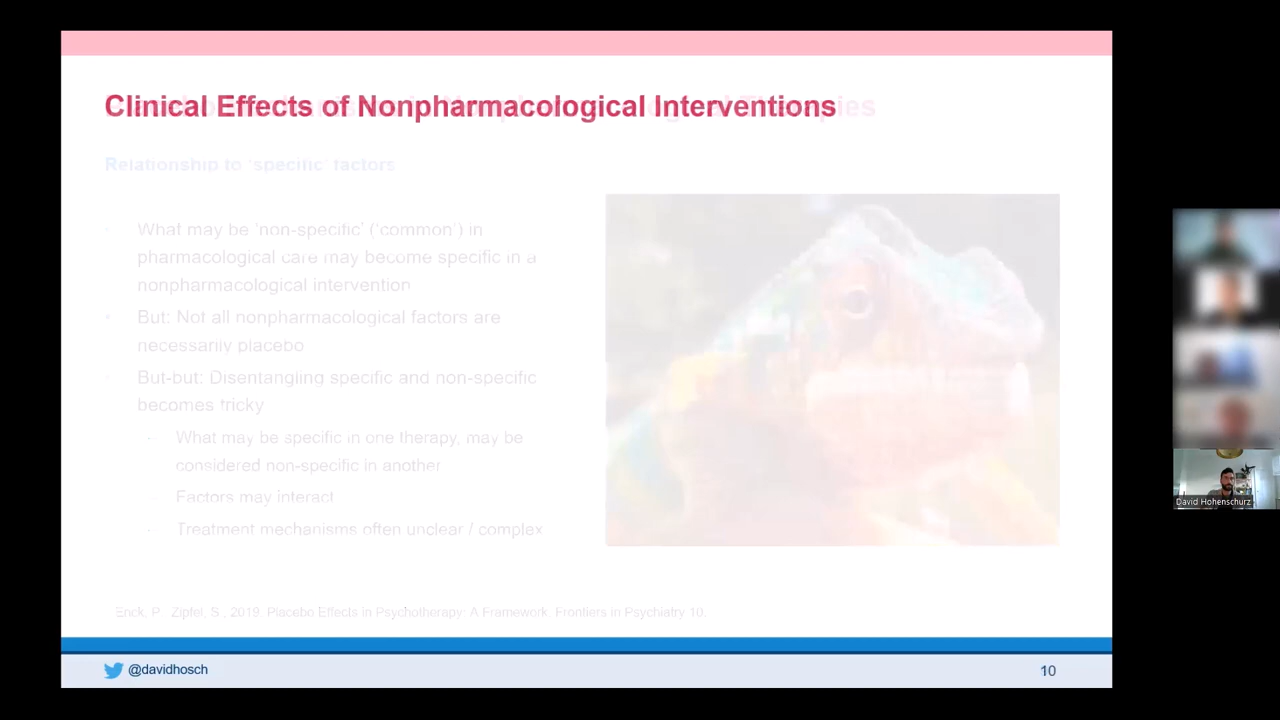 Clinical Effects of Nonpharmacological Interventions
Relationship to 'specific' factors
What may be 'non-specific' ('common') in
pharmacological care may become specific in a
nonpharmacological intervention
But: Not all nonpharmacological factors are
necessarily placebo
But-but: Disentangling specific and non-specific
becomes tricky
What may be specific in one therapy, may be
considered non-specific in another
Factors may interact
Treatment mechanisms often unclear / complex
Enck, P., Zipfel, S., 2019. Placebo Effects in Psychotherapy: A Framework. Frontiers in Psychiatry 10.
@davidhosch
10
David Hohenschurz